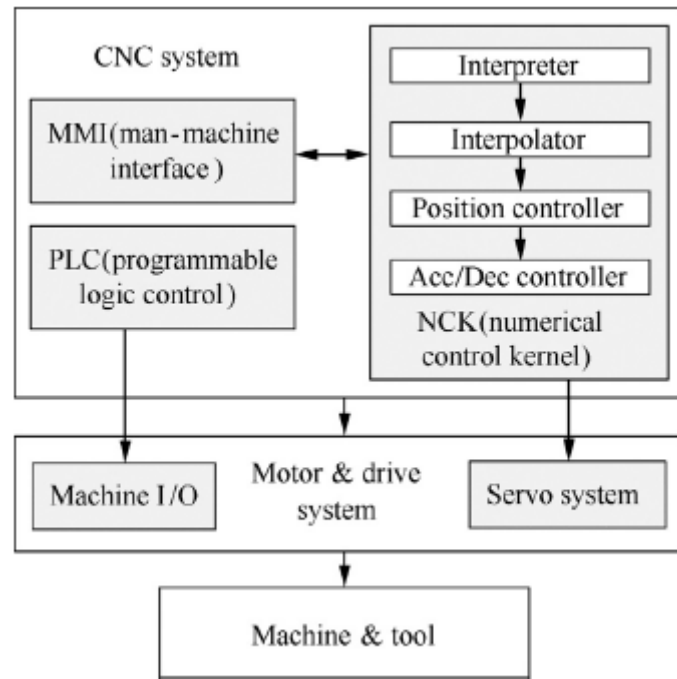 CNC system
MMI(man-machine
interface)
PLC(programmable
logic control)
Interpreter
Interpolator
Position controller
Acc/Dec controller
NCK(numerical
control kernel)
Machine I/O
Motor & drive
system
Servo system
Machine & tool